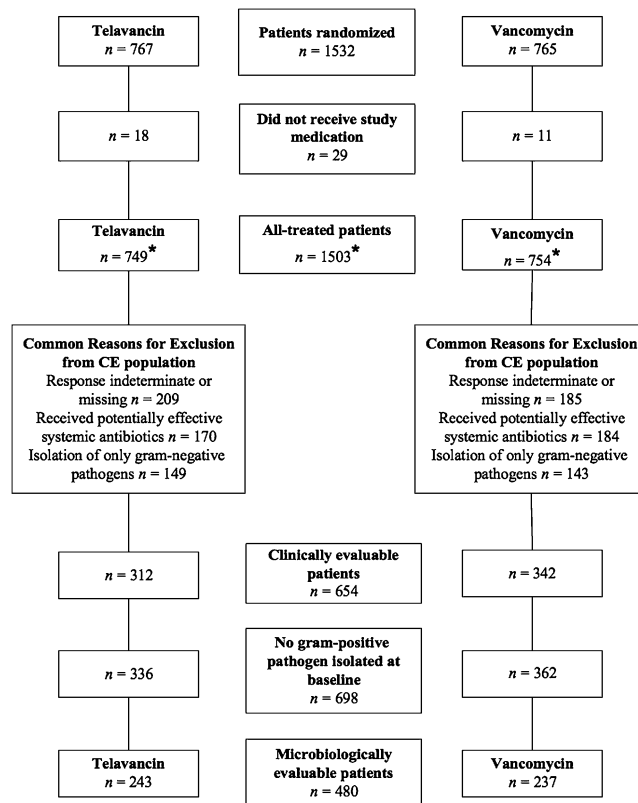 Telavancin
n = 767
Patients randomized
n = 1532
Vancomycin
n = 765
n = 18
Did not receive study
medication
n = 29
n = 11
Telavancin
n = 749*
All-treated patients
n = 1503*
Vancomycin
n = 754*
Common Reasons for Exclusion
from CE population
Response indeterminate or
missing n = 209
Received potentially effective
systemic antibiotics n = 170
Isolation of only gram-negative
pathogens n = 149
Common Reasons for Exclusion
from CE population
Response indeterminate or
missing n = 185
Received potentially effective
systemic antibiotics n = 184
Isolation of only gram-negative
pathogens n = 143
n = 312
Clinically evaluable
patients
n = 654
n = 342
n = 336
No gram-positive
pathogen isolated at
baseline
n = 698
n = 362
Telavancin
n = 243
Microbiologically
evaluable patients
n = 480
Vancomycin
n = 237